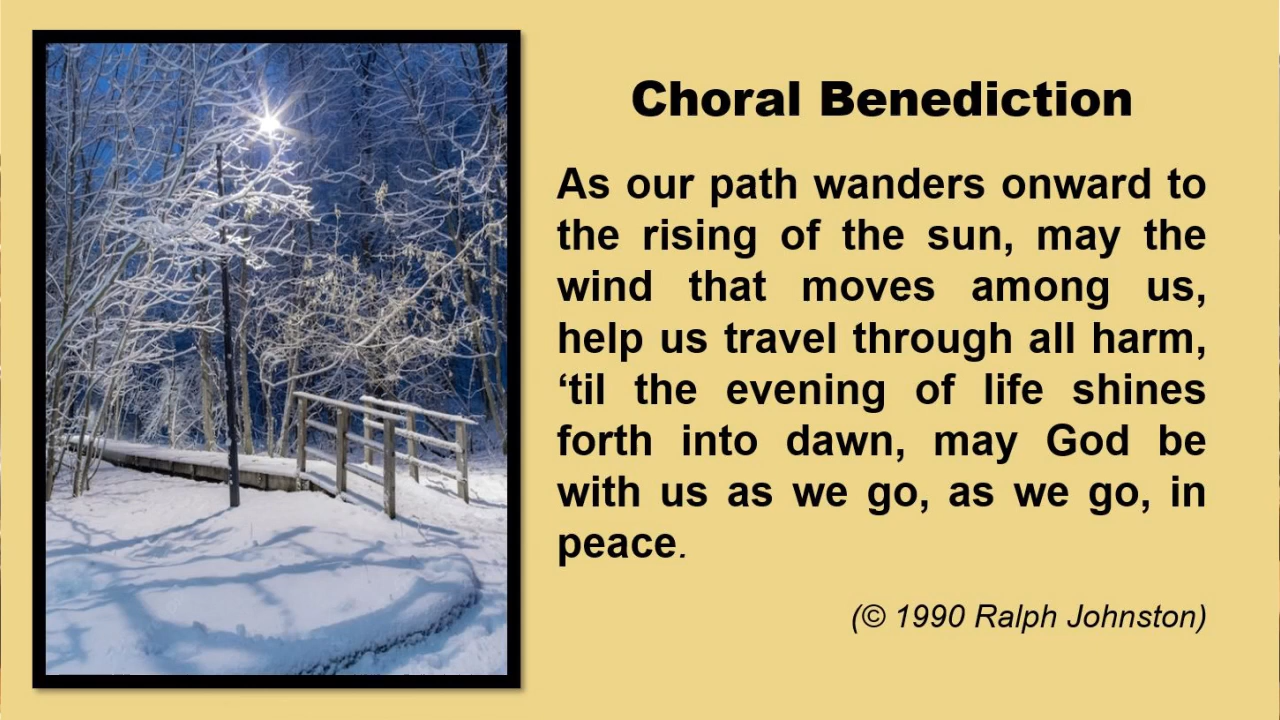 Choral Benediction
As our path wanders onward to
the rising of the sun, may the
wind that moves among us,
help us travel through all harm,
‘til the evening of life shines
forth into dawn, may God be
with us as we go, as we go, in
peace.
(© 1990 Ralph Johnston)